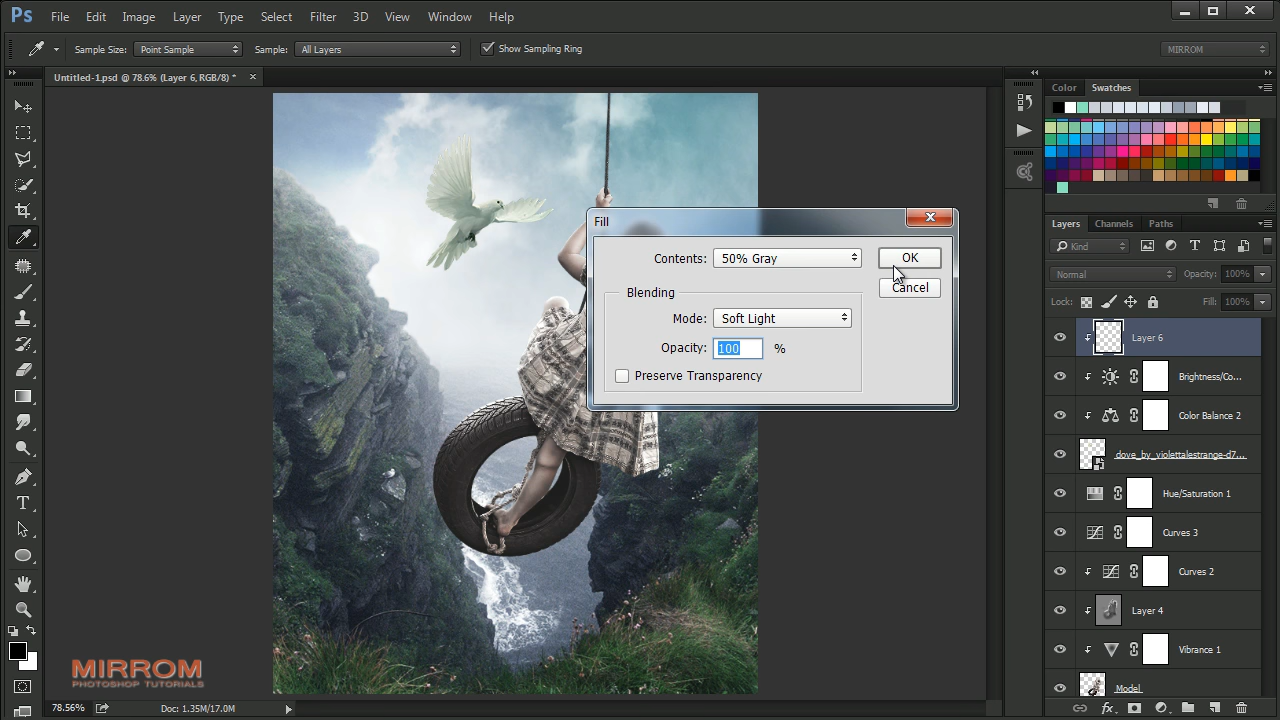 Ps File Edit Image Layer Type Select Filter 3D View Window Help
Sample Size: Point Sample Sample: All Layers Show Sampling Ring MIRROM
Untitled-1.psd @ 78.6% (Layer 6, RGB/8) *
Color Swatches
Fill
Contents: 50% Gray OK
Cancel
Blending
Mode: Soft Light
Opacity: 100 %
Preserve Transparency
Layers Channels Paths
Kind
Normal Opacity: 100%
Lock: Fill: 100%
Layer 6
Brightness/Co...
Color Balance 2
dove_by_violettalestrange-d7...
Hue/Saturation 1
Curves 3
Curves 2
Layer 4
Vibrance 1
Model
MIRROM
PHOTOSHOP TUTORIALS
78.56% Doc: 1.35M/17.0M